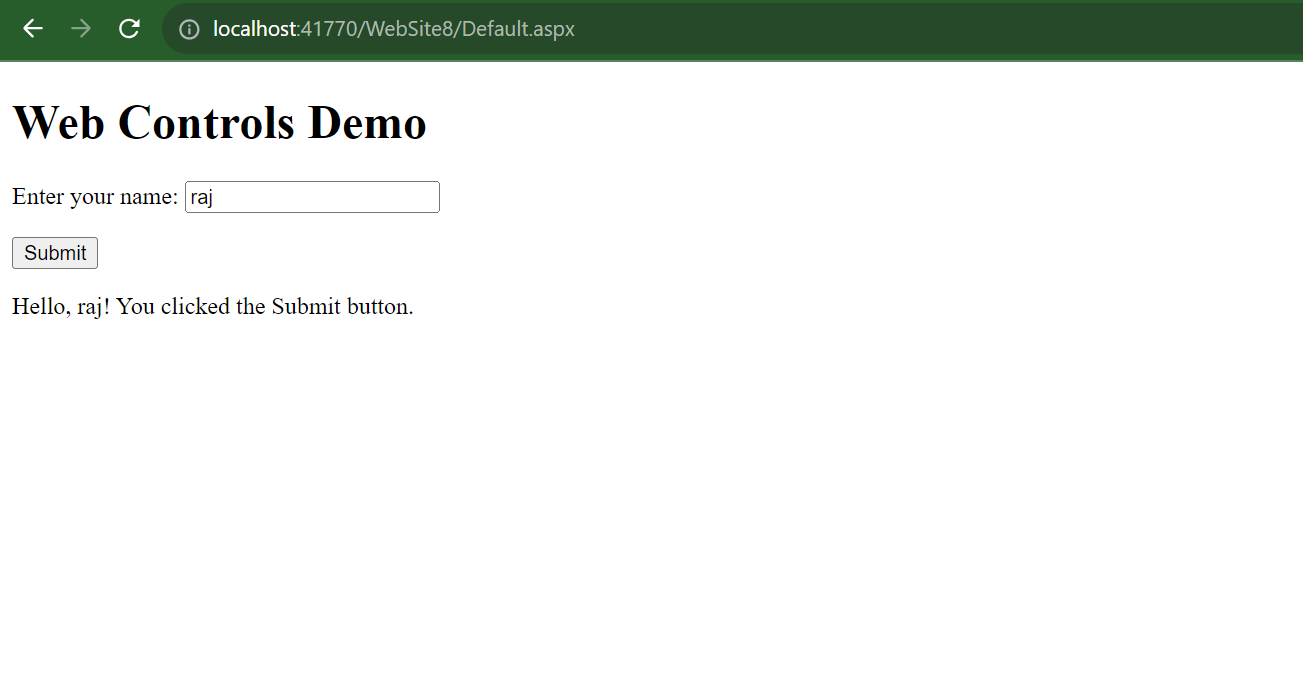 localhost:41770/WebSite8/Default.aspx
Web Controls Demo
Enter your name: raj
Submit
Hello, raj! You clicked the Submit button.